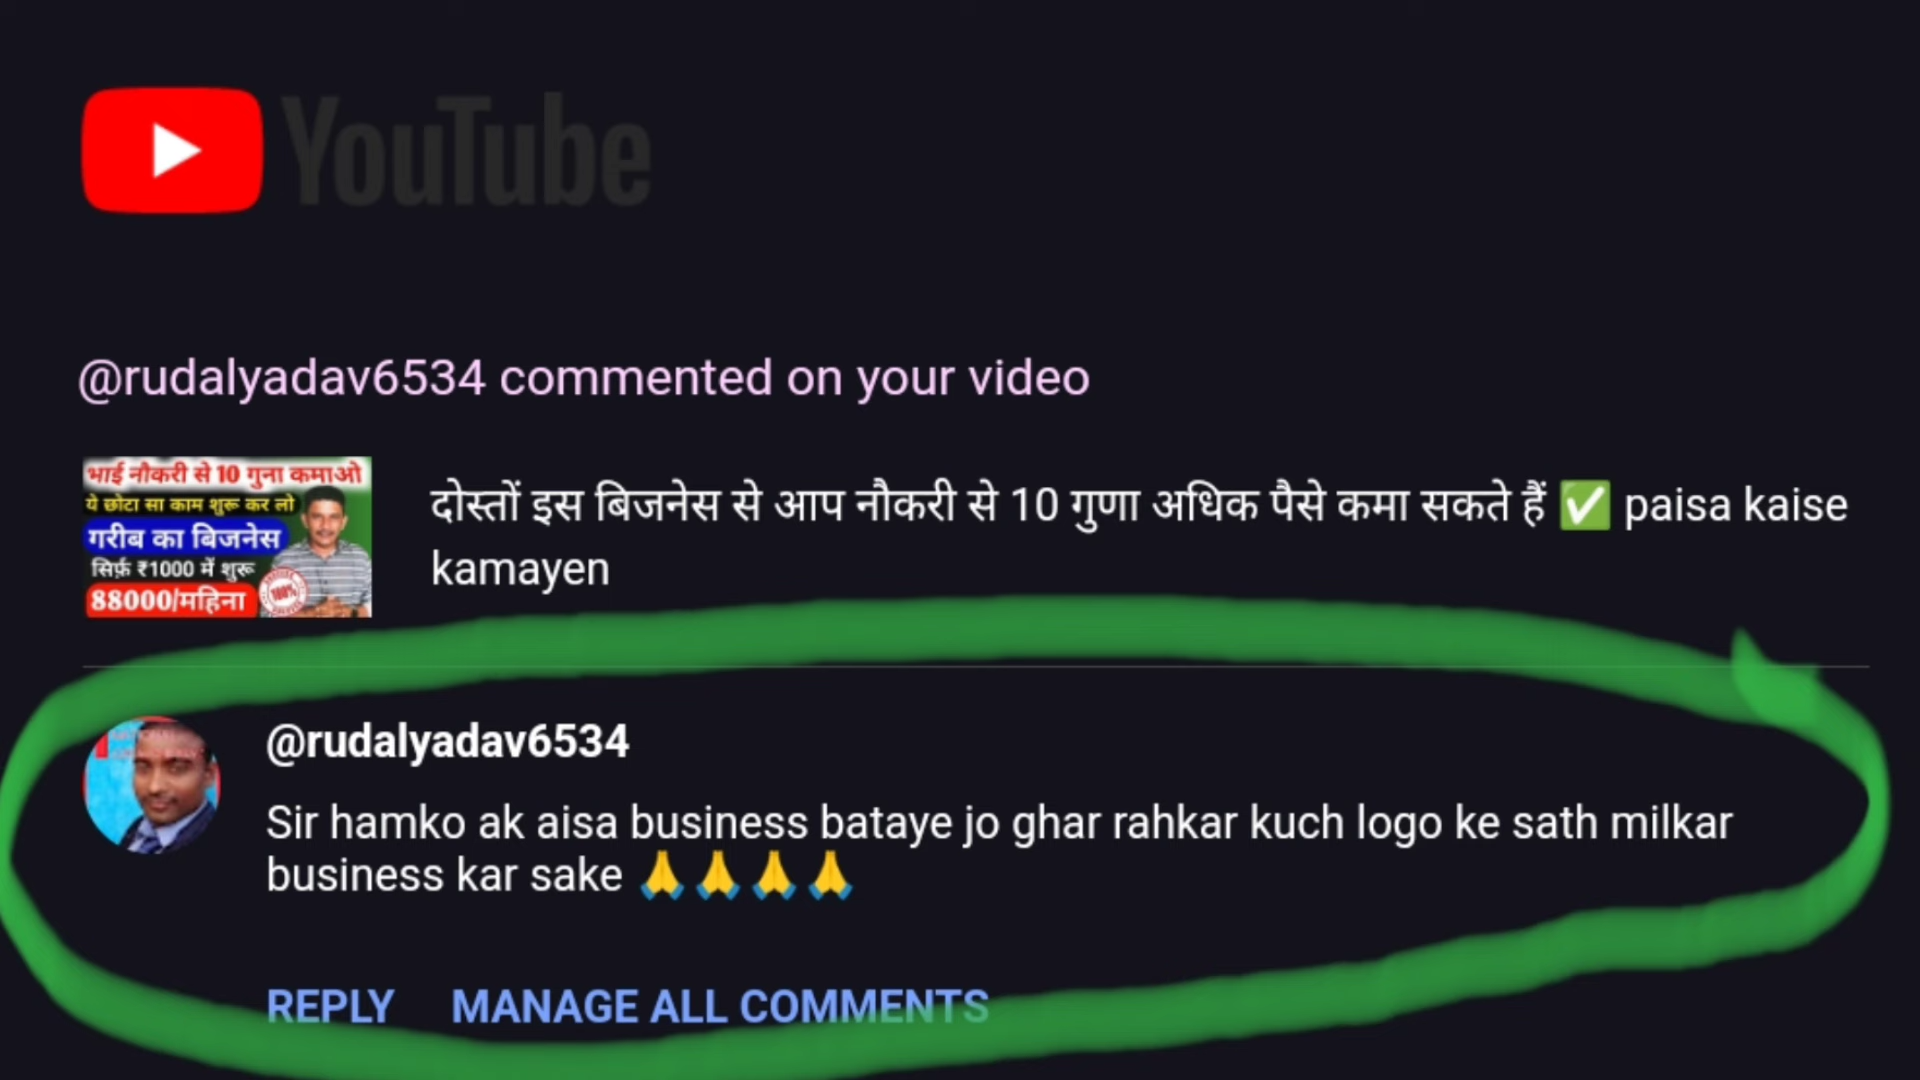 YouTube
@rudalyadav6534 commented on your video
भाई नौकरी से 10 गुना कमाओ
ये छोटा सा काम शुरू कर लो
गरीब का बिजनेस
सिर्फ़ ₹1000 में शुरू
88000/महिना
100%
दोस्तों इस बिजनेस से आप नौकरी से 10 गुणा अधिक पैसे कमा सकते हैं ✅ paisa kaise
kamayen
@rudalyadav6534
Sir hamko ak aisa business bataye jo ghar rahkar kuch logo ke sath milkar
business kar sake 🙏🙏🙏🙏
REPLY MANAGE ALL COMMENTS